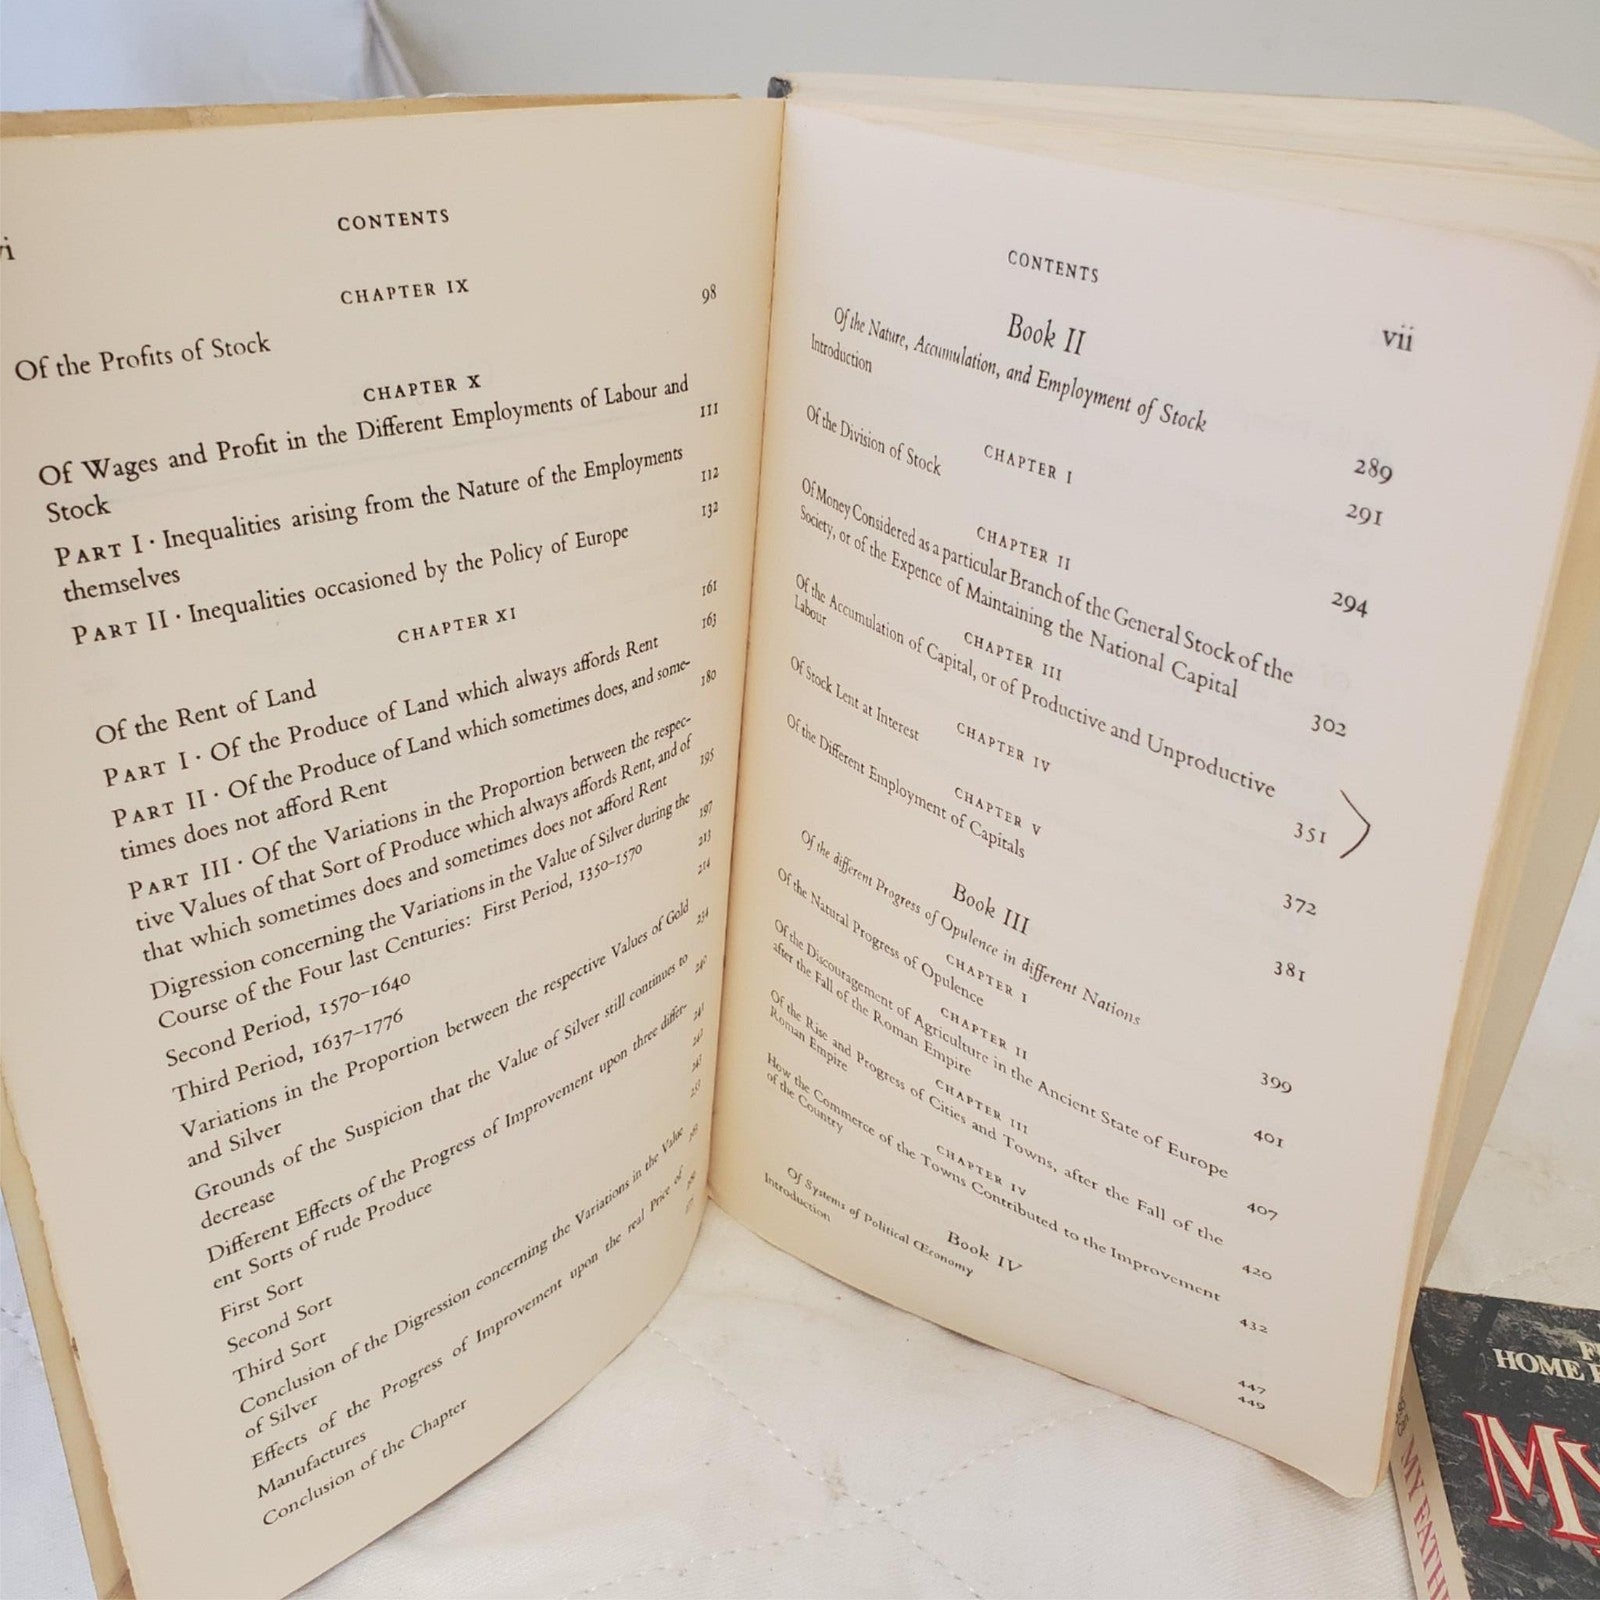 vi
CONTENTS
CHAPTER IX
Of the Profits of Stock 98
CHAPTER X
Of Wages and Profit in the Different Employments of Labour and
Stock 111
PART I · Inequalities arising from the Nature of the Employments
themselves 112
PART II · Inequalities occasioned by the Policy of Europe 132
CHAPTER XI
Of the Rent of Land 161
PART I · Of the Produce of Land which always affords Rent 163
PART II · Of the Produce of Land which sometimes does, and some-
times does not afford Rent 180
PART III · Of the Variations in the Proportion between the respec-
tive Values of that Sort of Produce which always affords Rent, and of
that which sometimes does and sometimes does not afford Rent 195
Digression concerning the Variations in the Value of Silver during the
Course of the Four last Centuries: First Period, 1350–1570 197
Second Period, 1570–1640 213
Third Period, 1637–1776 214
Variations in the Proportion between the respective Values of Gold
and Silver 234
Grounds of the Suspicion that the Value of Silver still continues to
decrease 240
Different Effects of the Progress of Improvement upon three differ-
ent Sorts of rude Produce 241
First Sort 242
Second Sort 243
Third Sort 253
Conclusion of the Digression concerning the Variations in the Value
of Silver
Effects of the Progress of Improvement upon the real Price of
Manufactures
Conclusion of the Chapter
CONTENTS
vii
Book II
Of the Nature, Accumulation, and Employment of Stock
Introduction 289
CHAPTER I
Of the Division of Stock 291
CHAPTER II
Of Money Considered as a particular Branch of the General Stock of the
Society, or of the Expence of Maintaining the National Capital 294
CHAPTER III
Of the Accumulation of Capital, or of Productive and Unproductive
Labour 302
CHAPTER IV
Of Stock Lent at Interest 351
CHAPTER V
Of the Different Employment of Capitals 372
Book III
Of the different Progress of Opulence in different Nations
CHAPTER I
Of the Natural Progress of Opulence 381
CHAPTER II
Of the Discouragement of Agriculture in the Ancient State of Europe
after the Fall of the Roman Empire 399
CHAPTER III
Of the Rise and Progress of Cities and Towns, after the Fall of the
Roman Empire 401
CHAPTER IV
How the Commerce of the Towns Contributed to the Improvement
of the Country 407
420
432
Book IV
Of Systems of Political Œconomy
Introduction 447
449
HOME
MY
MY FATH